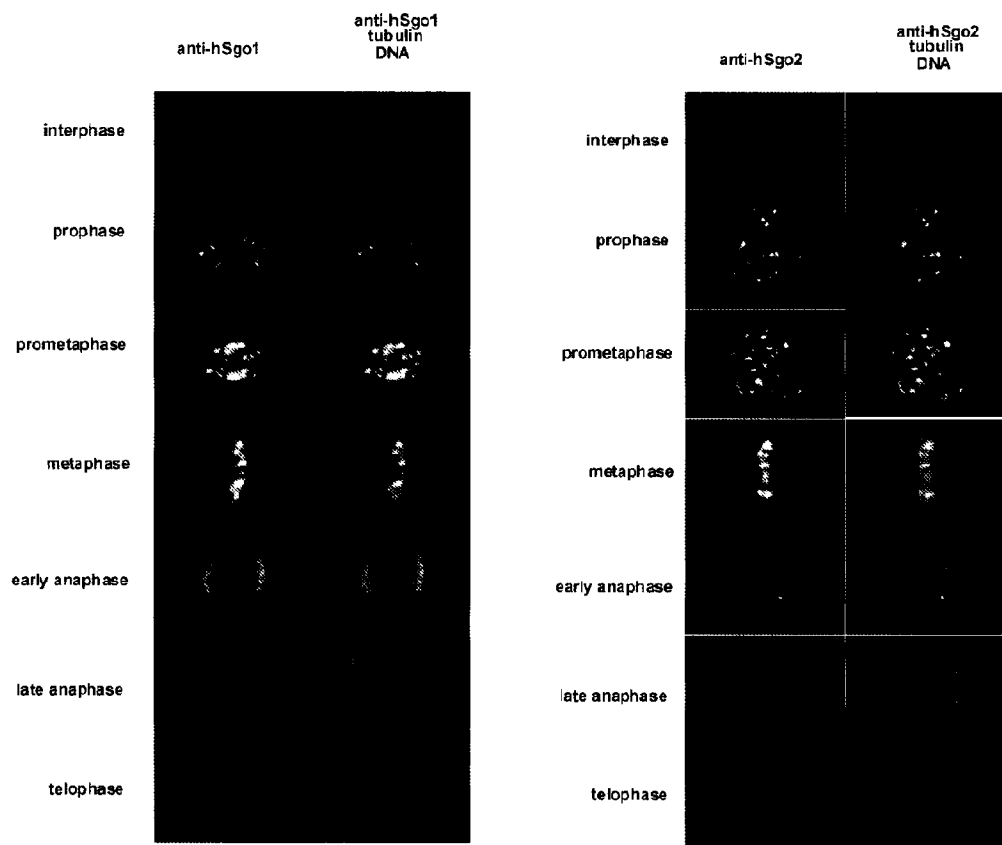 anti-hSgo1
anti-hSgo1
tubulin
DNA
interphase
prophase
prometaphase
metaphase
early anaphase
late anaphase
telophase
anti-hSgo2
anti-hSgo2
tubulin
DNA
interphase
prophase
prometaphase
metaphase
early anaphase
late anaphase
telophase